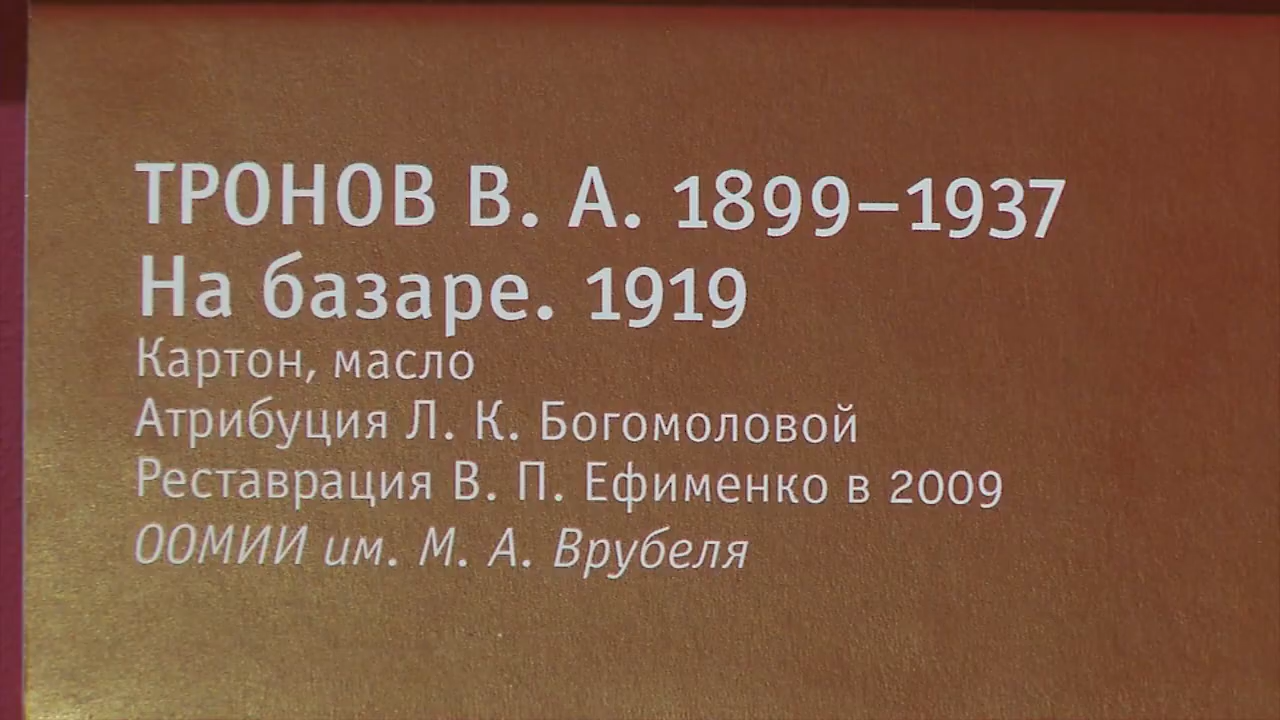 ТРОНОВ В. А. 1899–1937
На базаре. 1919
Картон, масло
Атрибуция Л. К. Богомоловой
Реставрация В. П. Ефименко в 2009
ООМИИ им. М. А. Врубеля